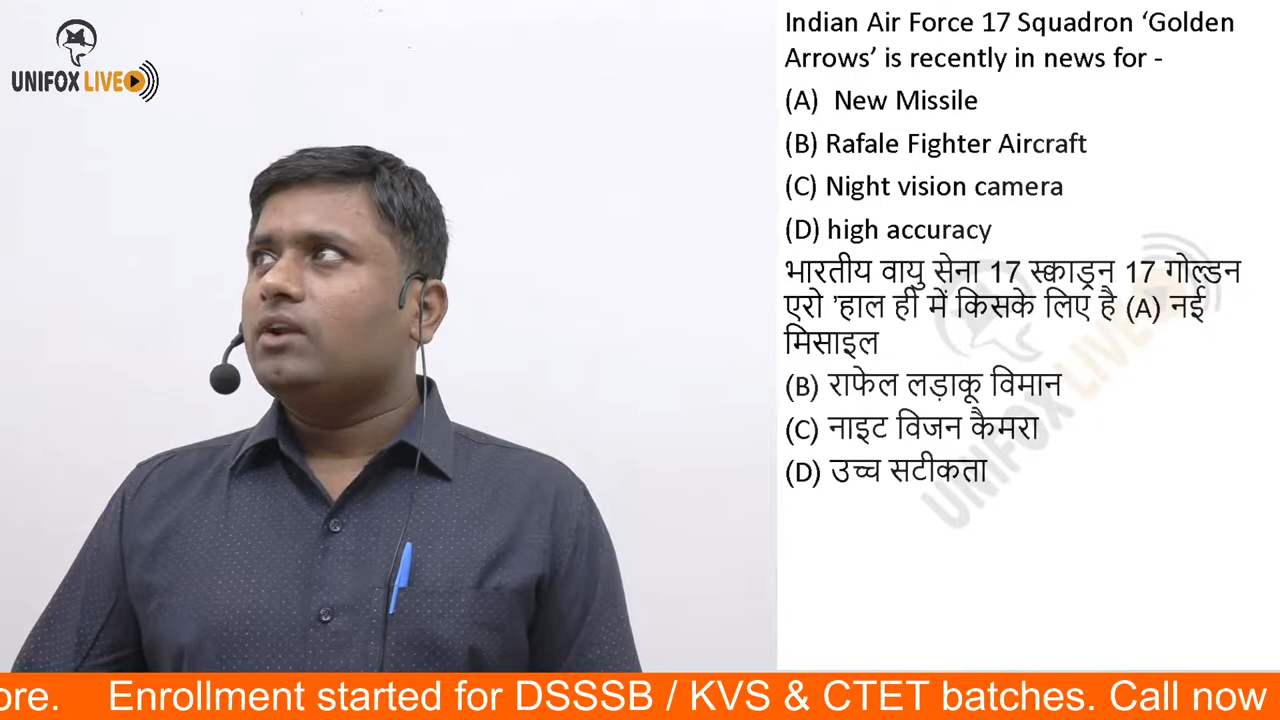 UNIFOX LIVE
Indian Air Force 17 Squadron ‘Golden
Arrows’ is recently in news for -
(A) New Missile
(B) Rafale Fighter Aircraft
(C) Night vision camera
(D) high accuracy
भारतीय वायु सेना 17 स्क्वाड्रन 17 गोल्डन
एरो ’हाल ही में किसके लिए है (A) नई
मिसाइल
(B) राफेल लड़ाकू विमान
(C) नाइट विजन कैमरा
(D) उच्च सटीकता
UNIFOX LIVE
ore. Enrollment started for DSSSB / KVS & CTET batches. Call now